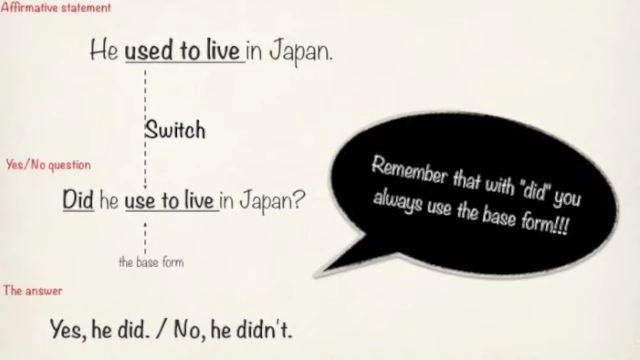 Affirmative statement
He used to live in Japan.
Switch
Yes/No question
Did he use to live in Japan?
Remember that with "did" you
always use the base form!!!
the base form
The answer
Yes, he did. / No, he didn't.